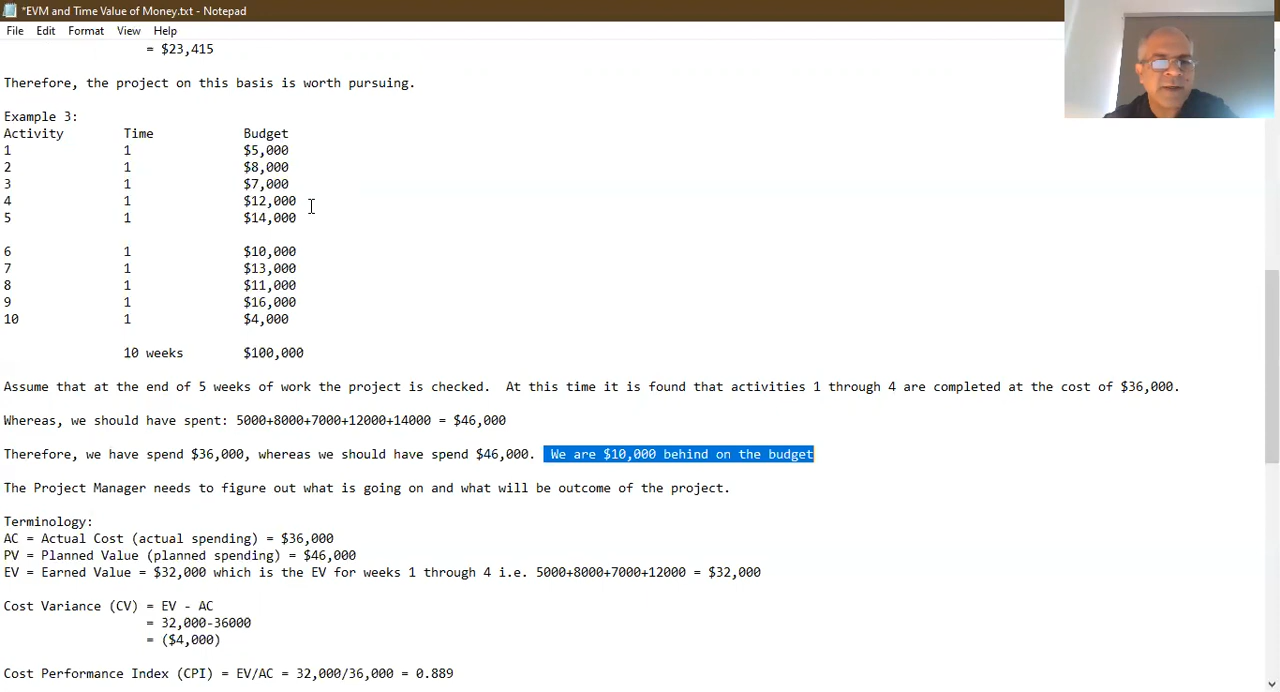 *EVM and Time Value of Money.txt - Notepad
File Edit Format View Help
= $23,415
Therefore, the project on this basis is worth pursuing.
Example 3:
Activity Time Budget
1 1 $5,000
2 1 $8,000
3 1 $7,000
4 1 $12,000
5 1 $14,000
6 1 $10,000
7 1 $13,000
8 1 $11,000
9 1 $16,000
10 1 $4,000
10 weeks $100,000
Assume that at the end of 5 weeks of work the project is checked. At this time it is found that activities 1 through 4 are completed at the cost of $36,000.
Whereas, we should have spent: 5000+8000+7000+12000+14000 = $46,000
Therefore, we have spend $36,000, whereas we should have spend $46,000. We are $10,000 behind on the budget
The Project Manager needs to figure out what is going on and what will be outcome of the project.
Terminology:
AC = Actual Cost (actual spending) = $36,000
PV = Planned Value (planned spending) = $46,000
EV = Earned Value = $32,000 which is the EV for weeks 1 through 4 i.e. 5000+8000+7000+12000 = $32,000
Cost Variance (CV) = EV - AC
= 32,000-36000
= ($4,000)
Cost Performance Index (CPI) = EV/AC = 32,000/36,000 = 0.889